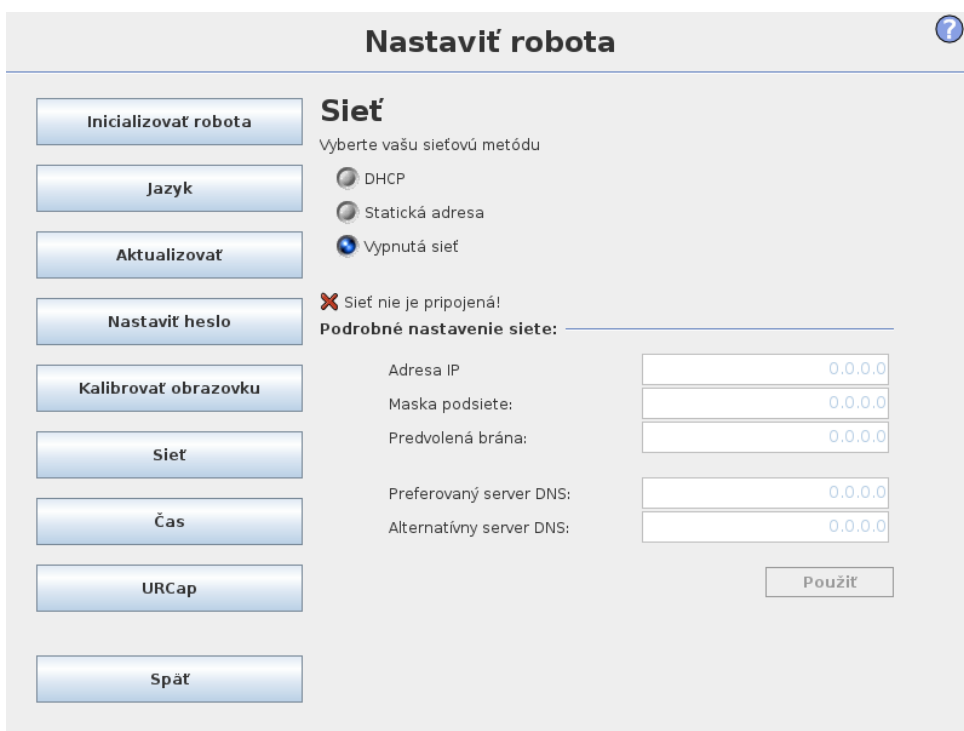 Nastaviť robota
?
Inicializovať robota
Jazyk
Aktualizovať
Nastaviť heslo
Kalibrovať obrazovku
Sieť
Čas
URCap
Späť
Sieť
Vyberte vašu sieťovú metódu
DHCP
Statická adresa
Vypnutá sieť
Sieť nie je pripojená!
Podrobné nastavenie siete:
Adresa IP 0.0.0.0
Maska podsiete: 0.0.0.0
Predvolená brána: 0.0.0.0
Preferovaný server DNS: 0.0.0.0
Alternatívny server DNS: 0.0.0.0
Použiť